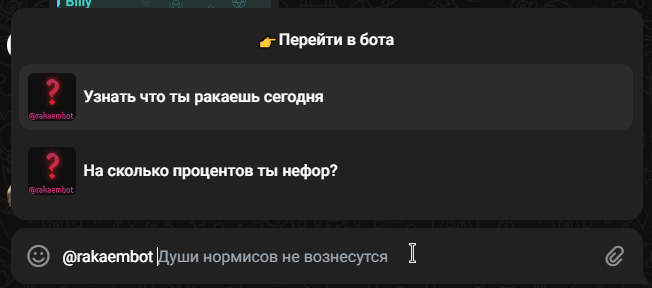 Billy
👉Перейти в бота
?
@rakaembot
Узнать что ты ракаешь сегодня
?
@rakaembot
На сколько процентов ты нефор?
@rakaembot Души нормисов не вознесутся